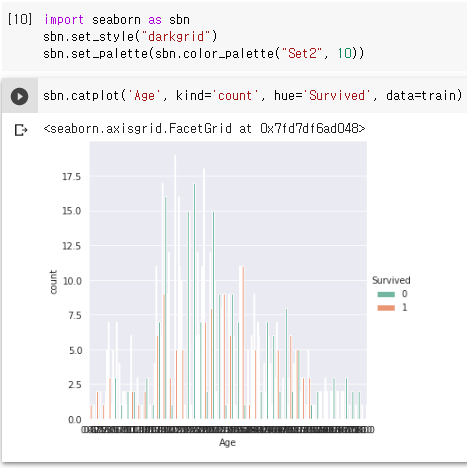 [10] import seaborn as sbn
sbn.set_style("darkgrid")
sbn.set_palette(sbn.color_palette("Set2", 10))
sbn.catplot('Age', kind='count', hue='Survived', data=train)
<seaborn.axisgrid.FacetGrid at 0x7fd7df6ad048>
17.5
15.0
12.5
10.0
7.5
5.0
2.5
0.0
count
Survived
0
1
Age